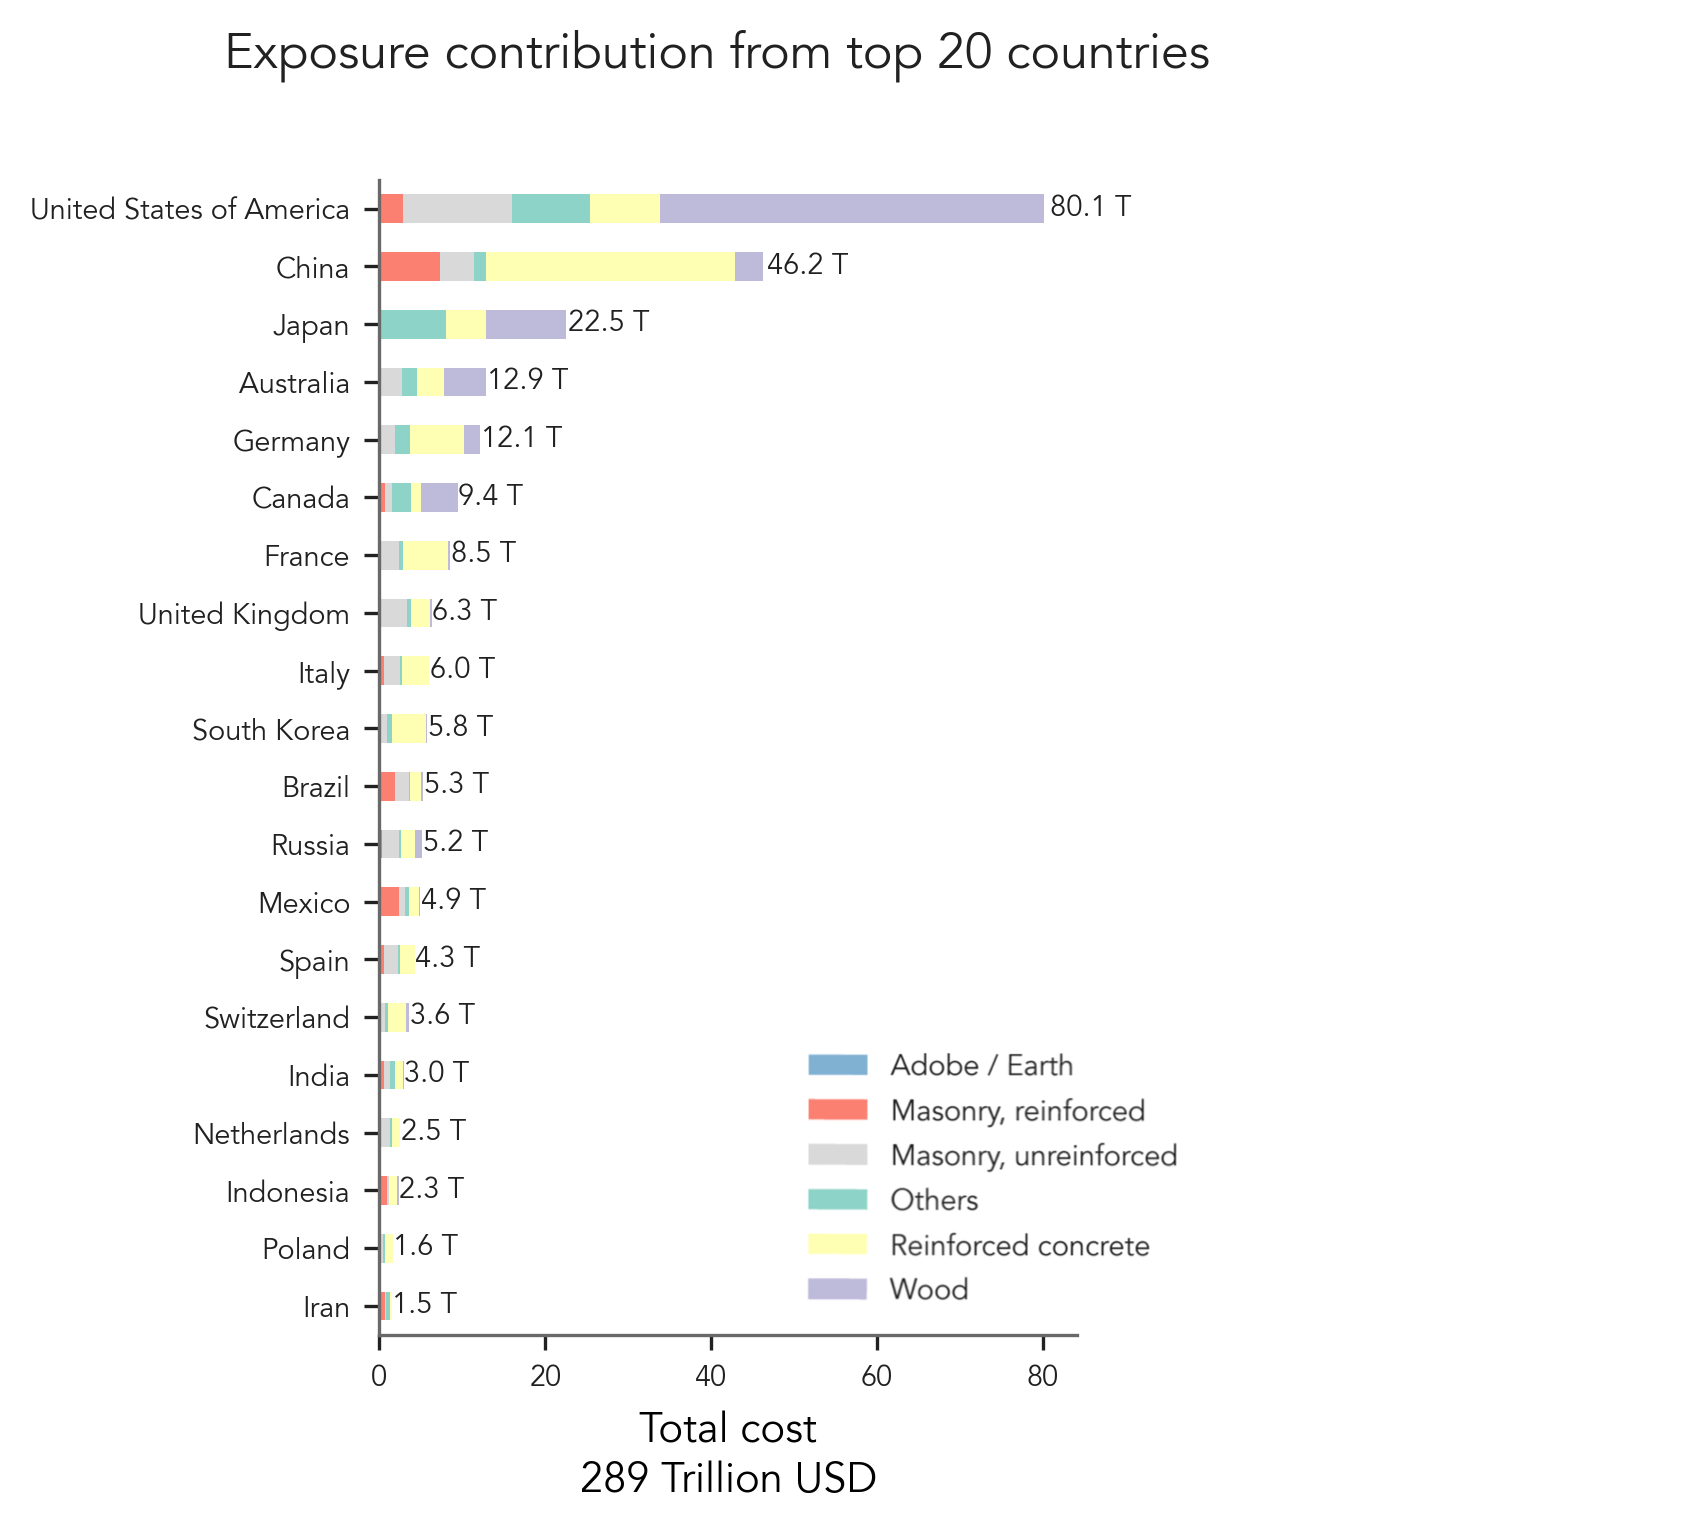 Exposure contribution from top 20 countries
United States of America 80.1 T
China 46.2 T
Japan 22.5 T
Australia 12.9 T
Germany 12.1 T
Canada 9.4 T
France 8.5 T
United Kingdom 6.3 T
Italy 6.0 T
South Korea 5.8 T
Brazil 5.3 T
Russia 5.2 T
Mexico 4.9 T
Spain 4.3 T
Switzerland 3.6 T
India 3.0 T
Netherlands 2.5 T
Indonesia 2.3 T
Poland 1.6 T
Iran 1.5 T
Adobe / Earth
Masonry, reinforced
Masonry, unreinforced
Others
Reinforced concrete
Wood
0 20 40 60 80
Total cost
289 Trillion USD